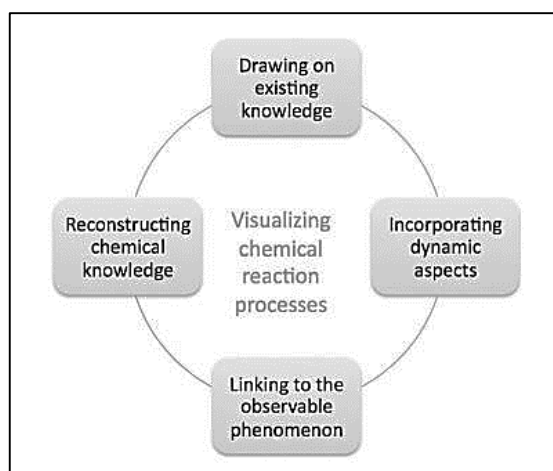 Drawing on
existing
knowledge
Reconstructing
chemical
knowledge
Visualizing
chemical
reaction
processes
Incorporating
dynamic
aspects
Linking to the
observable
phenomenon